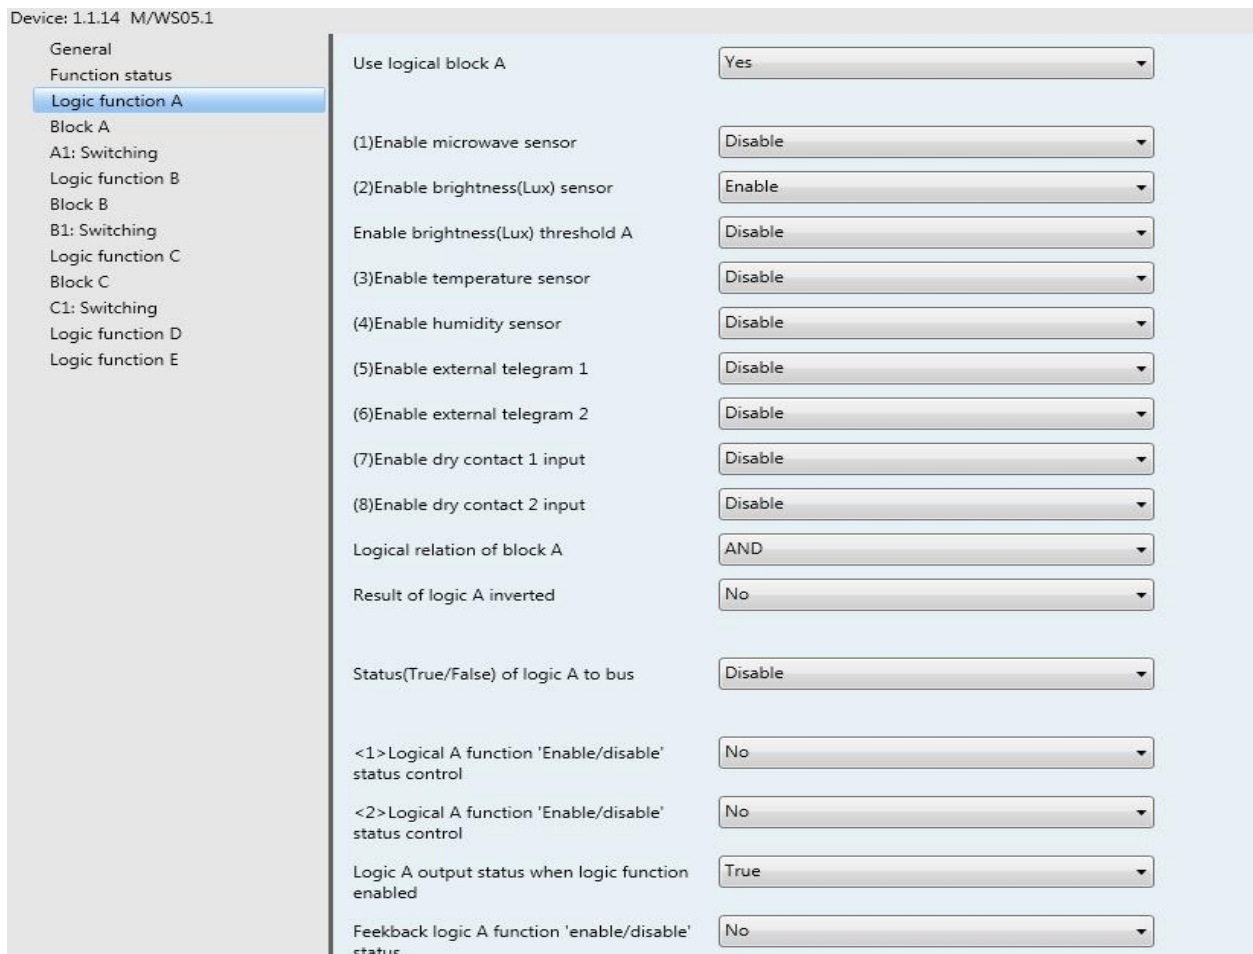 Device: 1.1.14  M/WS05.1
General
Function status
Logic function A
Block A
A1: Switching
Logic function B
Block B
B1: Switching
Logic function C
Block C
C1: Switching
Logic function D
Logic function E
Use logical block A Yes
(1)Enable microwave sensor Disable
(2)Enable brightness(Lux) sensor Enable
Enable brightness(Lux) threshold A Disable
(3)Enable temperature sensor Disable
(4)Enable humidity sensor Disable
(5)Enable external telegram 1 Disable
(6)Enable external telegram 2 Disable
(7)Enable dry contact 1 input Disable
(8)Enable dry contact 2 input Disable
Logical relation of block A AND
Result of logic A inverted No
Status(True/False) of logic A to bus Disable
<1>Logical A function 'Enable/disable' No
status control
<2>Logical A function 'Enable/disable' No
status control
Logic A output status when logic function True
enabled
Feekback logic A function 'enable/disable' No
status